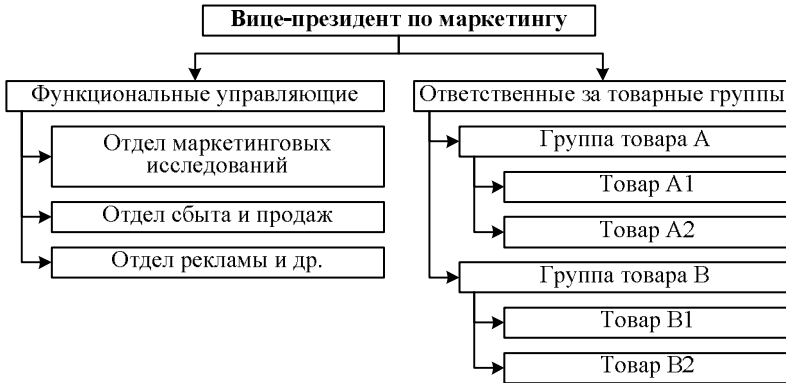 Вице-президент по маркетингу
Функциональные управляющие
Отдел маркетинговых
исследований
Отдел сбыта и продаж
Отдел рекламы и др.
Ответственные за товарные группы
Группа товара А
Товар А1
Товар А2
Группа товара В
Товар В1
Товар В2